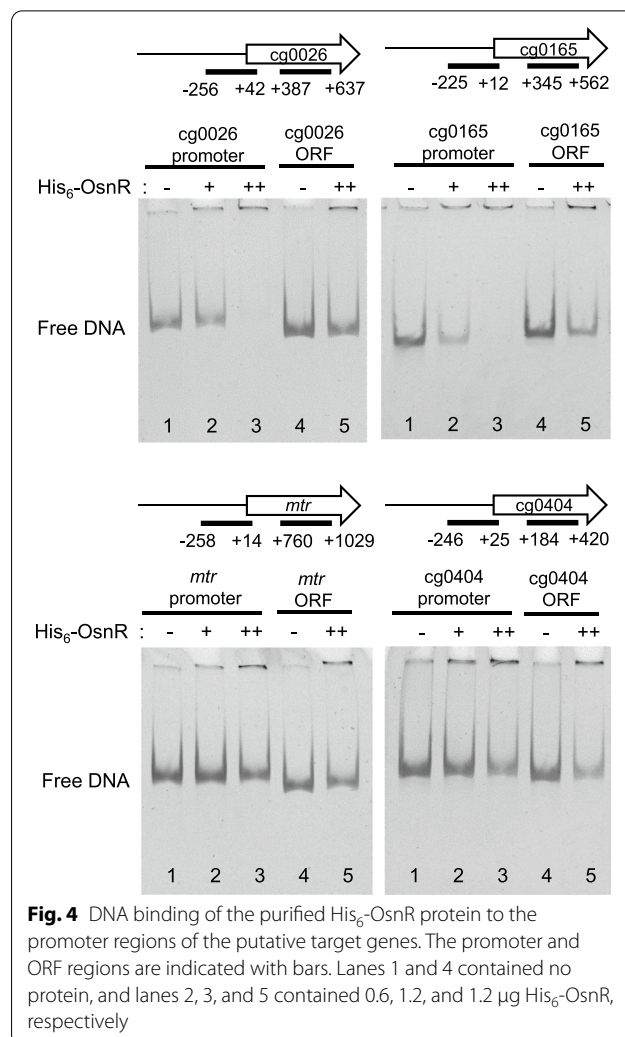 cg0026 cg0165
-256 +42 +387 +637 -225 +12 +345 +562
cg0026 promoter cg0026 ORF cg0165 promoter cg0165 ORF
His6-OsnR : - + ++ - ++ - + ++ - ++
Free DNA
1 2 3 4 5 1 2 3 4 5
mtr cg0404
-258 +14 +760 +1029 -246 +25 +184 +420
mtr promoter mtr ORF cg0404 promoter cg0404 ORF
His6-OsnR : - + ++ - ++ - + ++ - ++
Free DNA
1 2 3 4 5 1 2 3 4 5
Fig. 4 DNA binding of the purified His6-OsnR protein to the
promoter regions of the putative target genes. The promoter and
ORF regions are indicated with bars. Lanes 1 and 4 contained no
protein, and lanes 2, 3, and 5 contained 0.6, 1.2, and 1.2 µg His6-OsnR,
respectively